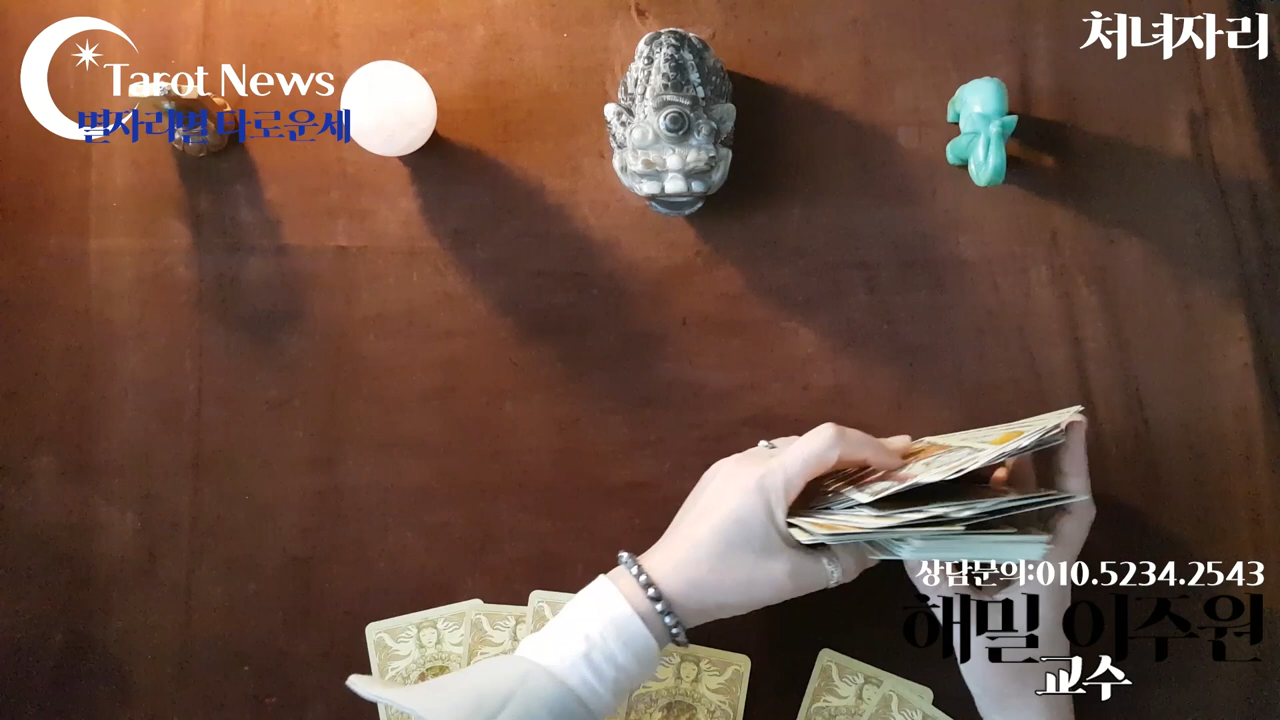 Tarot News
별자리별 타로운세
처녀자리
상담문의:010.5234.2543
해밀 이주원
교수